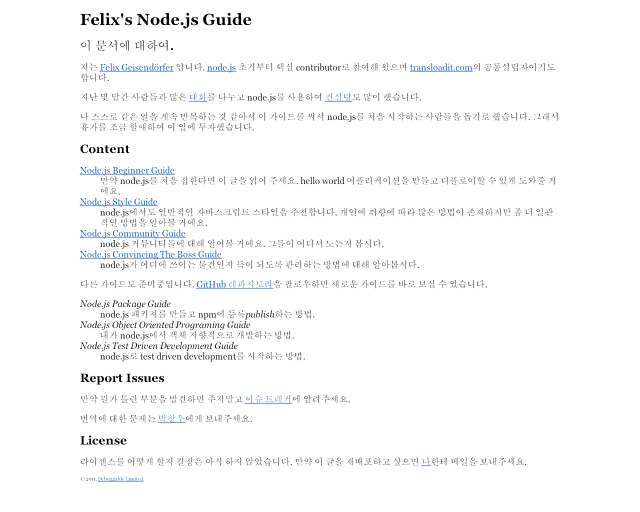 Felix's Node.js Guide
이 문서에 대하여.
저는 Felix Geisendörfer 입니다. node.js 초기부터 핵심 contributor로 참여해 왔으며 transloadit.com의 공동설립자이기도
합니다.
지난 몇 달간 사람들과 많은 대화를 나누고 node.js를 사용하여 컨설팅도 많이 했습니다.
나 스스로 같은 일을 계속 반복하는 것 같아서 이 가이드를 써서 node.js를 처음 시작하는 사람들을 돕기로 했습니다. 그래서
휴가를 조금 할애하여 이 일에 투자했습니다.
Content
Node.js Beginner Guide
만약 node.js를 처음 접한다면 이 글을 읽어 주세요. hello world 어플리케이션을 만들고 디플로이할 수 있게 도와줄 거
에요.
Node.js Style Guide
node.js에서도 일반적인 자바스크립트 스타일을 추천합니다. 개인에 취향에 따라 많은 방법이 존재하지만 좀 더 일관
적인 방법을 알아볼 거에요.
Node.js Community Guide
node.js 커뮤니티들에 대해 알아볼 거에요. 그들이 어디서 노는지 봅시다.
Node.js Convincing The Boss Guide
node.js가 어디에 쓰이는 물건인지 득이 되도록 관리하는 방법에 대해 알아봅시다.
다른 가이드도 준비중입니다. GitHub 레파지토리을 팔로우하면 새로운 가이드를 바로 보실 수 있습니다.
Node.js Package Guide
node.js 패키지를 만들고 npm에 등록publish하는 방법.
Node.js Object Oriented Programing Guide
내가 node.js에서 객체 지향적으로 개발하는 방법.
Node.js Test Driven Development Guide
node.js로 test driven development를 시작하는 방법.
Report Issues
만약 뭔가 틀린 부분을 발견하면 주저말고 이슈 트래커에 알려주세요.
번역에 대한 문제는 박창우에게 보내주세요.
License
라이센스를 어떻게 할지 결정은 아직 하지 않았습니다. 만약 이 글을 재배포하고 싶으면 나한테 메일을 보내주세요.
© 2011. Debuggable Limited.